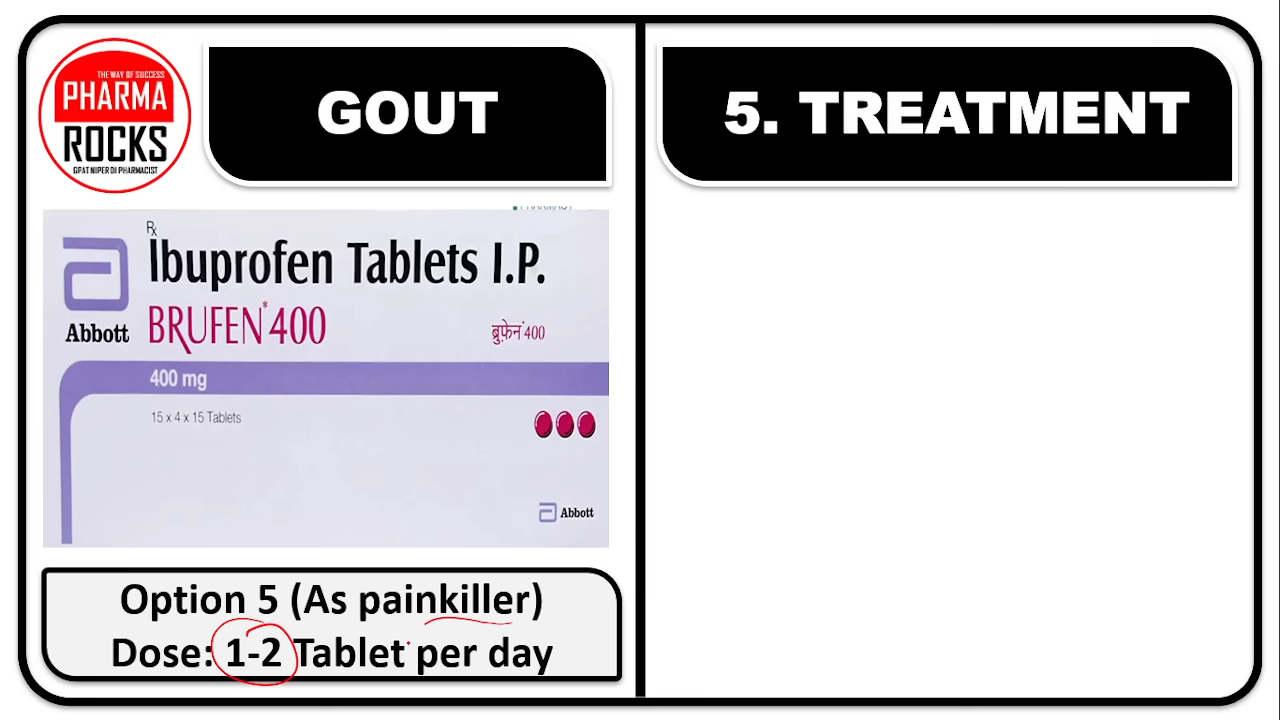 THE WAY OF SUCCESS
PHARMA
ROCKS
GPAT NIPER DI PHARMACIST
GOUT
5. TREATMENT
Rx
Ibuprofen Tablets I.P.
Abbott
BRUFEN*400
ब्रुफ़ेन*400
400 mg
15 x 4 x 15 Tablets
Abbott
Option 5 (As painkiller)
Dose: 1-2 Tablet per day